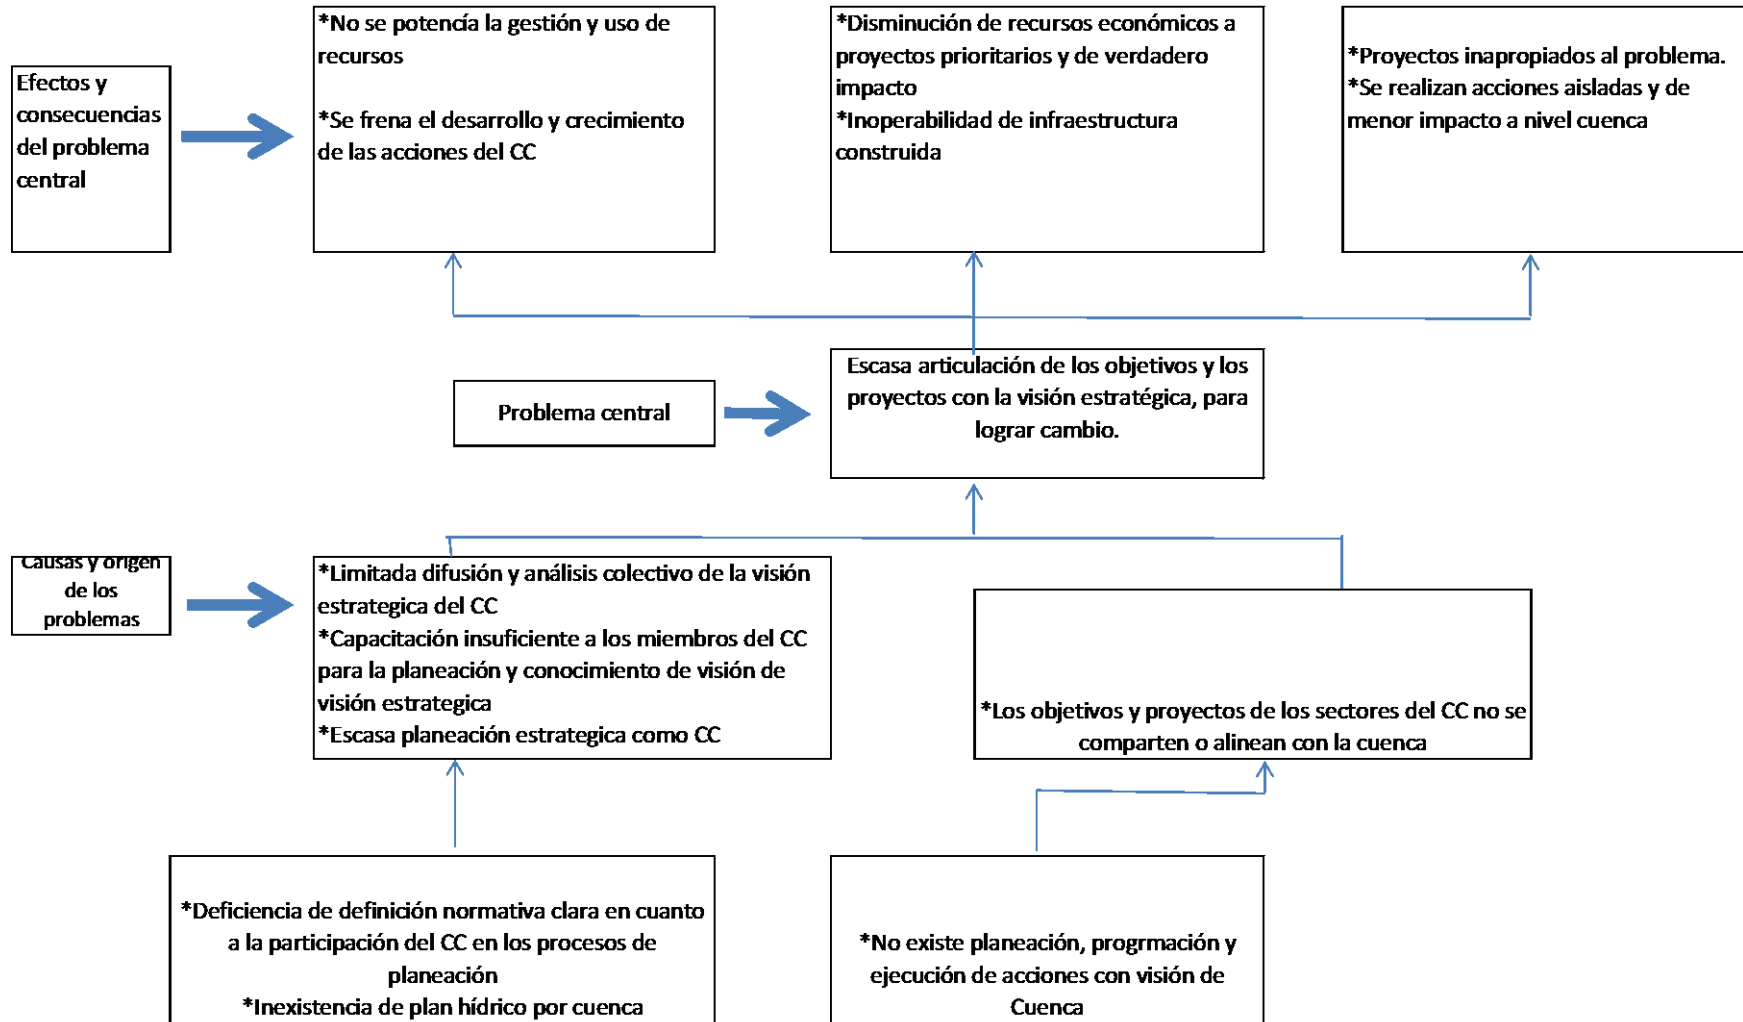 Efectos y
consecuencias
del problema
central
*No se potencía la gestión y uso de
recursos
*Se frena el desarrollo y crecimiento
de las acciones del CC
*Disminución de recursos económicos a
proyectos prioritarios y de verdadero
impacto
*Inoperabilidad de infraestructura
construida
*Proyectos inapropiados al problema.
*Se realizan acciones aisladas y de
menor impacto a nivel cuenca
Problema central
Escasa articulación de los objetivos y los
proyectos con la visión estratégica, para
lograr cambio.
Causas y origen
de los
problemas
*Limitada difusión y análisis colectivo de la visión
estrategica del CC
*Capacitación insuficiente a los miembros del CC
para la planeación y conocimiento de visión de
visión estrategica
*Escasa planeación estrategica como CC
*Los objetivos y proyectos de los sectores del CC no se
comparten o alinean con la cuenca
*Deficiencia de definición normativa clara en cuanto
a la participación del CC en los procesos de
planeación
*Inexistencia de plan hídrico por cuenca
*No existe planeación, progrmación y
ejecución de acciones con visión de
Cuenca